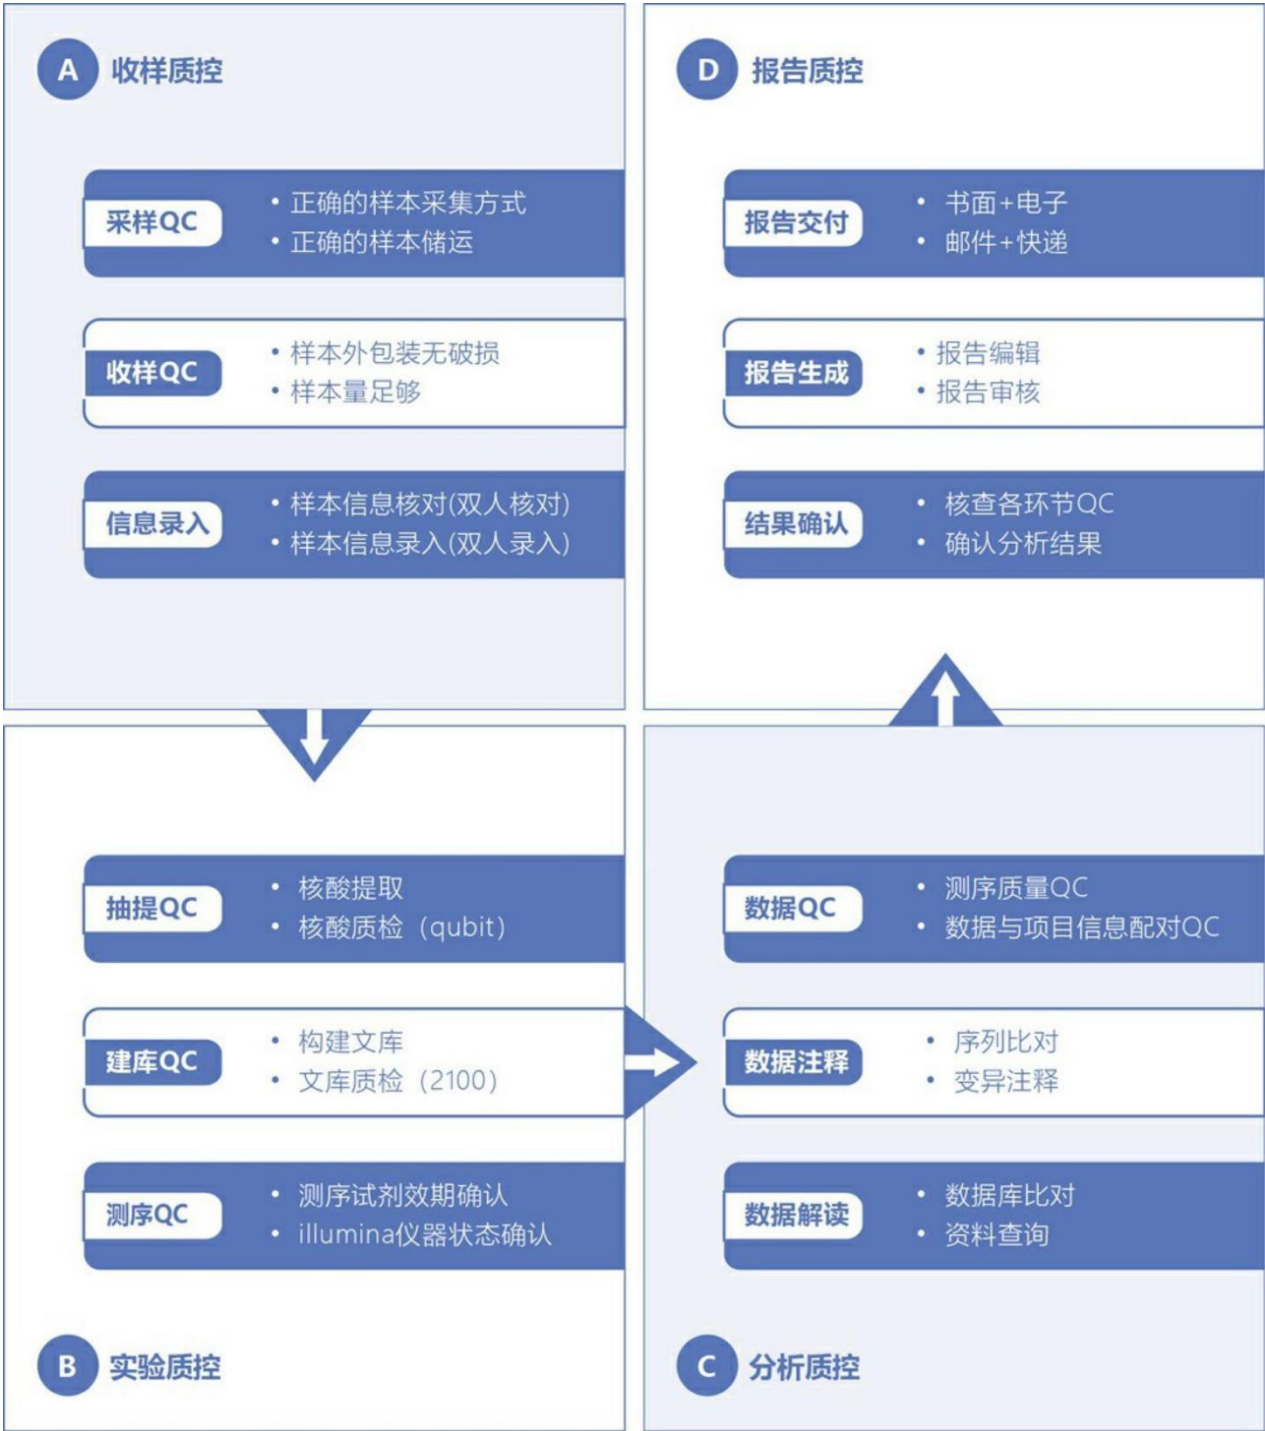 A 收样质控
采样QC
• 正确的样本采集方式
• 正确的样本储运
收样QC
• 样本外包装无破损
• 样本量足够
信息录入
• 样本信息核对(双人核对)
• 样本信息录入(双人录入)
抽提QC
• 核酸提取
• 核酸质检（qubit）
建库QC
• 构建文库
• 文库质检（2100）
测序QC
• 测序试剂效期确认
• illumina仪器状态确认
B 实验质控
数据QC
• 测序质量QC
• 数据与项目信息配对QC
数据注释
• 序列比对
• 变异注释
数据解读
• 数据库比对
• 资料查询
C 分析质控
D 报告质控
报告交付
• 书面+电子
• 邮件+快递
报告生成
• 报告编辑
• 报告审核
结果确认
• 核查各环节QC
• 确认分析结果